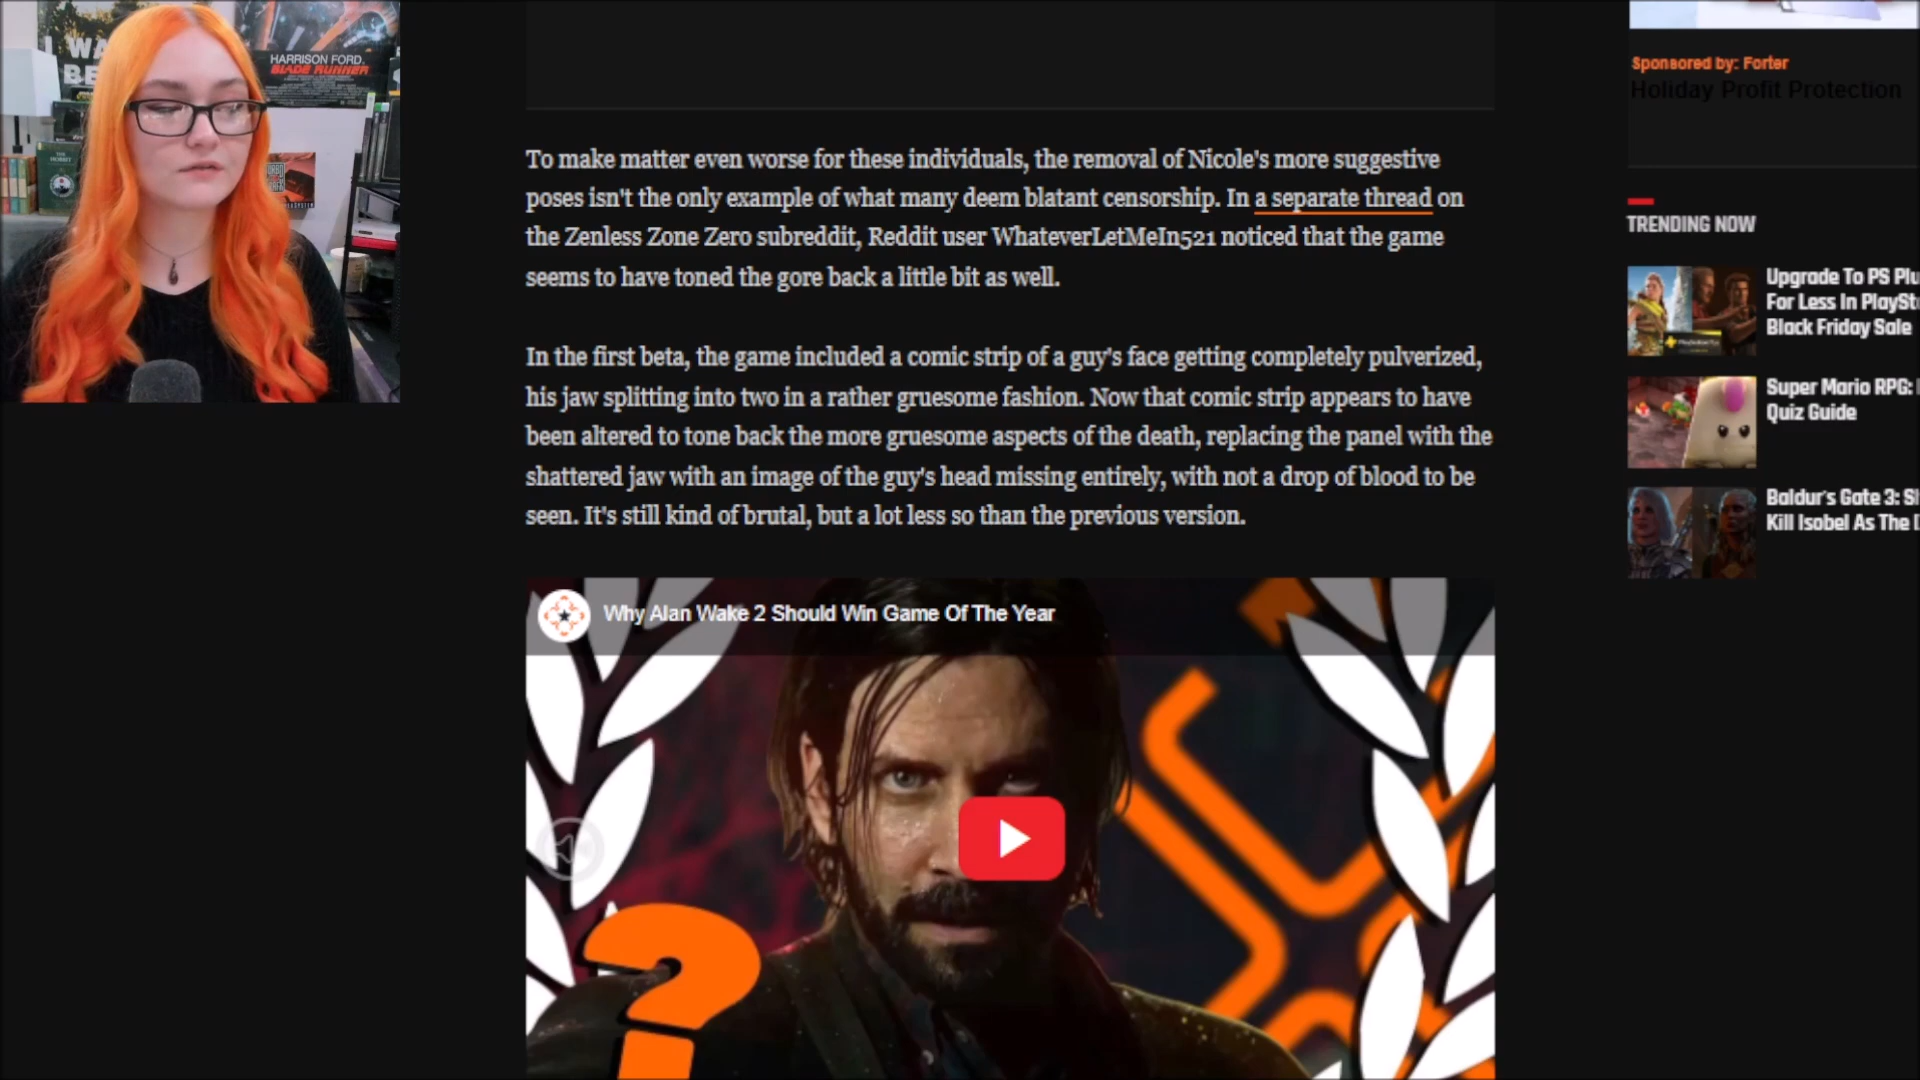 WA
BE
HARRISON FORD.
BLADE RUNNER
THE
HOBBIT
To make matter even worse for these individuals, the removal of Nicole's more suggestive
poses isn't the only example of what many deem blatant censorship. In a separate thread on
the Zenless Zone Zero subreddit, Reddit user WhateverLetMeIn521 noticed that the game
seems to have toned the gore back a little bit as well.
In the first beta, the game included a comic strip of a guy's face getting completely pulverized,
his jaw splitting into two in a rather gruesome fashion. Now that comic strip appears to have
been altered to tone back the more gruesome aspects of the death, replacing the panel with the
shattered jaw with an image of the guy's head missing entirely, with not a drop of blood to be
seen. It's still kind of brutal, but a lot less so than the previous version.
Why Alan Wake 2 Should Win Game Of The Year
?
Sponsored by: Forter
Holiday Profit Protection
TRENDING NOW
Upgrade To PS Plu
For Less In PlaySt
Black Friday Sale
Super Mario RPG:
Quiz Guide
Baldur's Gate 3: S
Kill Isobel As The